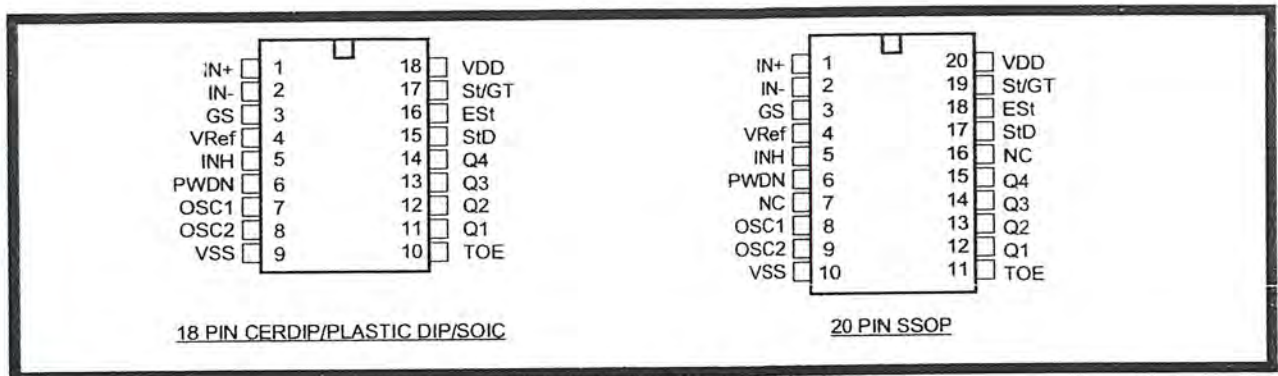 IN+ 1 18 VDD
IN- 2 17 St/GT
GS 3 16 ESt
VRef 4 15 StD
INH 5 14 Q4
PWDN 6 13 Q3
OSC1 7 12 Q2
OSC2 8 11 Q1
VSS 9 10 TOE
18 PIN CERDIP/PLASTIC DIP/SOIC
IN+ 1 20 VDD
IN- 2 19 St/GT
GS 3 18 ESt
VRef 4 17 StD
INH 5 16 NC
PWDN 6 15 Q4
NC 7 14 Q3
OSC1 8 13 Q2
OSC2 9 12 Q1
VSS 10 11 TOE
20 PIN SSOP